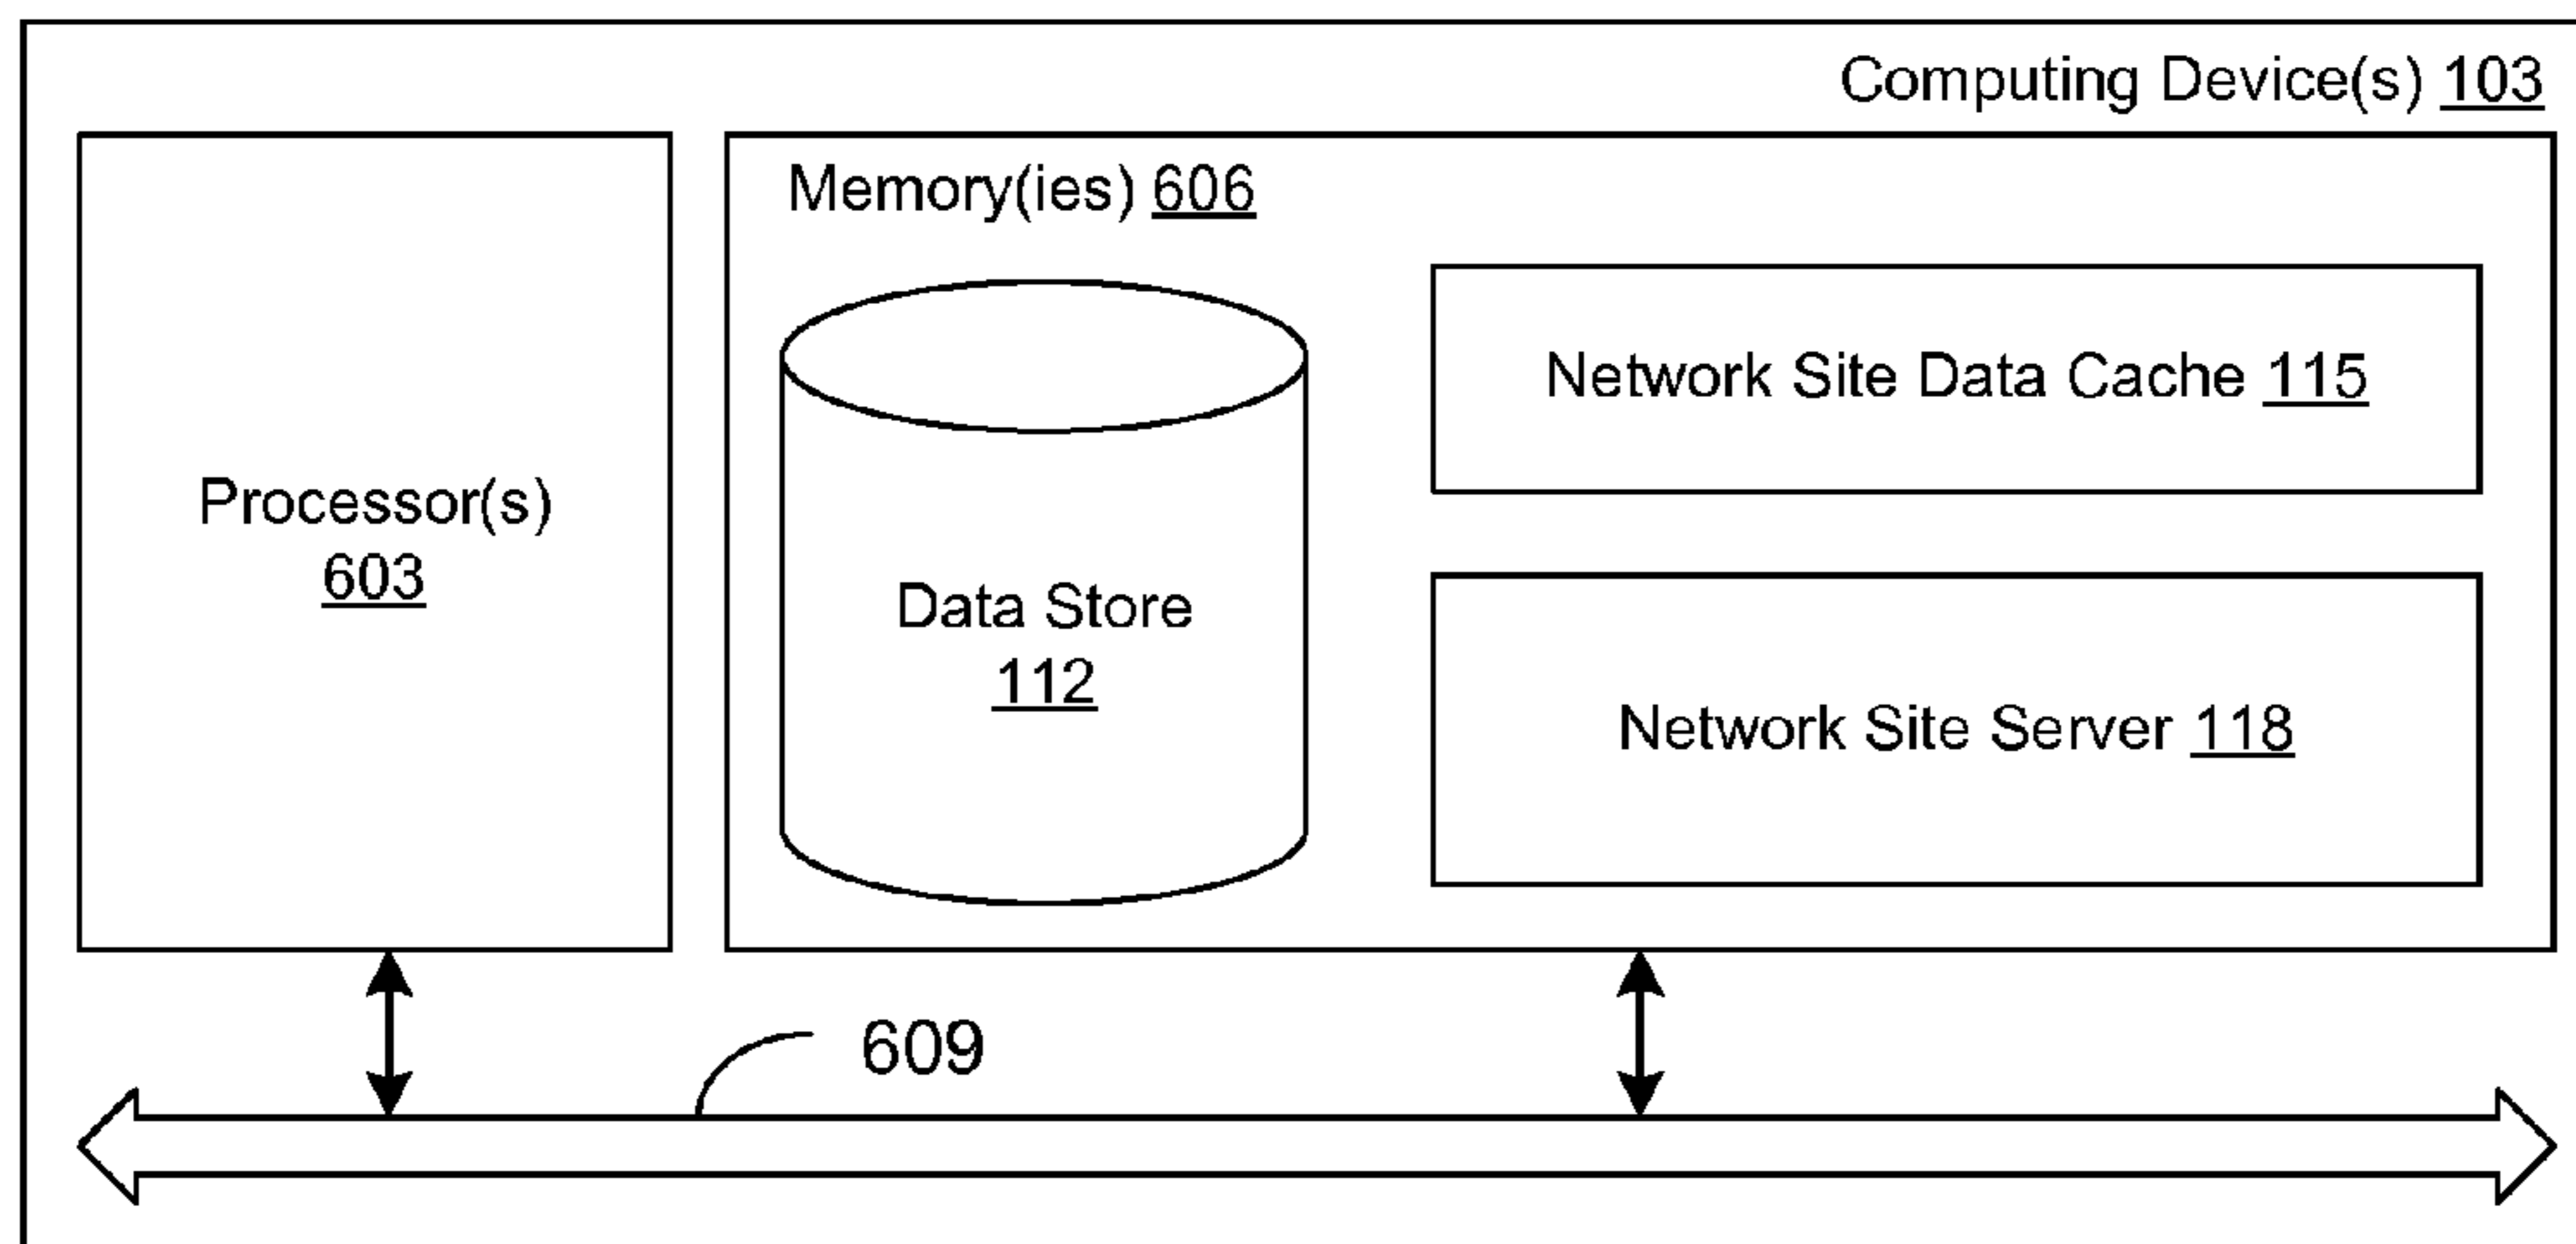 Computing Device(s) 103
Memory(ies) 606
Network Site Data Cache 115
Processor(s)
603
Data Store
112
Network Site Server 118
609